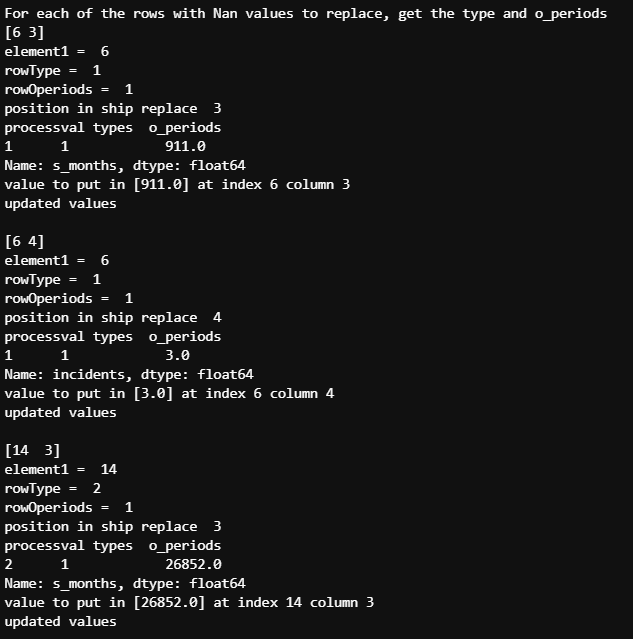 For each of the rows with Nan values to replace, get the type and o_periods
[6 3]
element1 =  6
rowType =  1
rowOperiods =  1
position in ship replace  3
processval types  o_periods
1      1            911.0
Name: s_months, dtype: float64
value to put in [911.0] at index 6 column 3
updated values

[6 4]
element1 =  6
rowType =  1
rowOperiods =  1
position in ship replace  4
processval types  o_periods
1      1            3.0
Name: incidents, dtype: float64
value to put in [3.0] at index 6 column 4
updated values

[14  3]
element1 =  14
rowType =  2
rowOperiods =  1
position in ship replace  3
processval types  o_periods
2      1            26852.0
Name: s_months, dtype: float64
value to put in [26852.0] at index 14 column 3
updated values